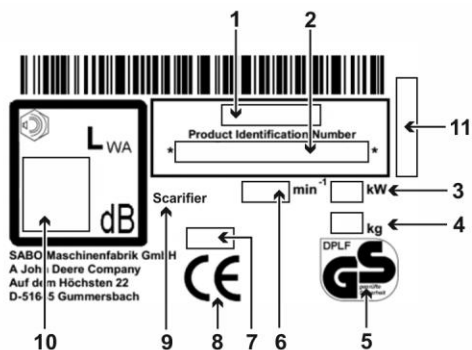 1
2
11
L WA
Product Identification Number
* *
min -1
kW
3
Scarifier
dB
kg
4
DPLF
SABO Maschinenfabrik GmbH
A John Deere Company
Auf dem Höchsten 22
D-51645 Gummersbach
CE
GS
geprüfte
Sicherheit
10
9
8
7
6
5